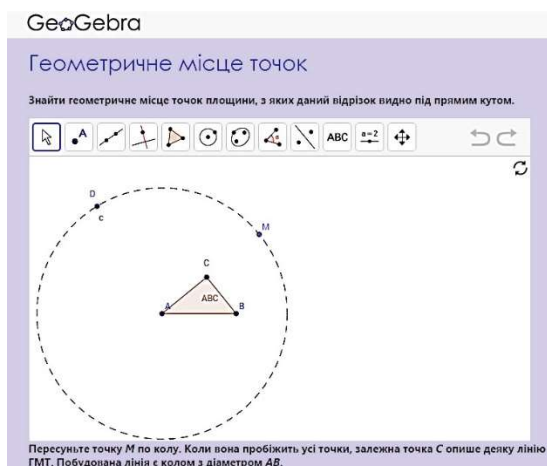 GeoGebra
Геометричне місце точок
Знайти геометричне місце точок площини, з яких даний відрізок видно під прямим кутом.
A
ABC
a=2
D
c
M
C
ABC
A
B
Пересуньте точку M по колу. Коли вона пробіжить усі точки, залежна точка C опише деяку лінію
ГМТ. Побудована лінія є колом з діаметром AB.